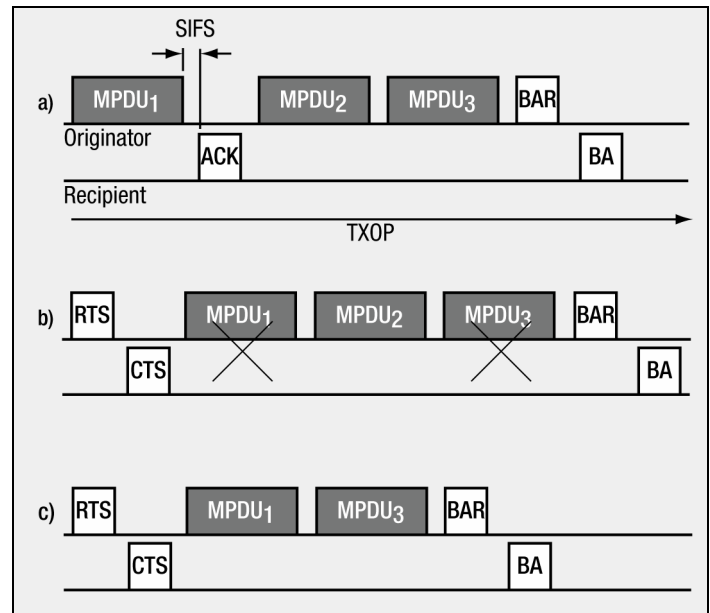 SIFS
a) MPDU1 MPDU2 MPDU3 BAR
Originator
ACK BA
Recipient
TXOP
b) RTS MPDU1 MPDU2 MPDU3 BAR
CTS BA
c) RTS MPDU1 MPDU3 BAR
CTS BA